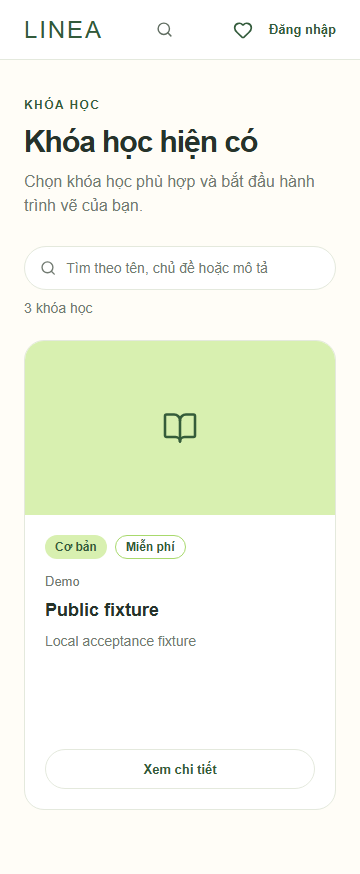 LINEA
Đăng nhập
KHÓA HỌC
Khóa học hiện có
Chọn khóa học phù hợp và bắt đầu hành
trình vẽ của bạn.
Tìm theo tên, chủ đề hoặc mô tả
3 khóa học
Cơ bản
Miễn phí
Demo
Public fixture
Local acceptance fixture
Xem chi tiết